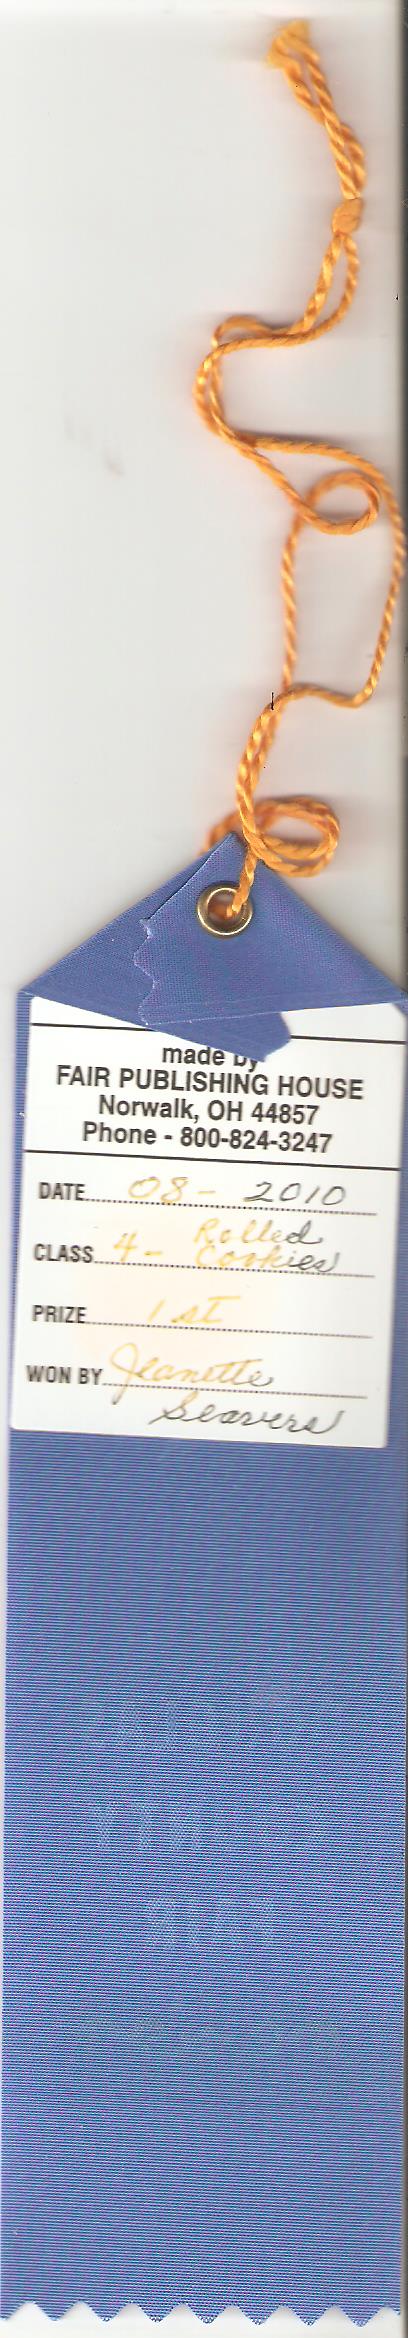 made by
FAIR PUBLISHING HOUSE
Norwalk, OH 44857
Phone - 800-824-3247
DATE 08 - 2010
CLASS 4 - Rolled Cookies
PRIZE 1st
WON BY Jeanette
Seavers